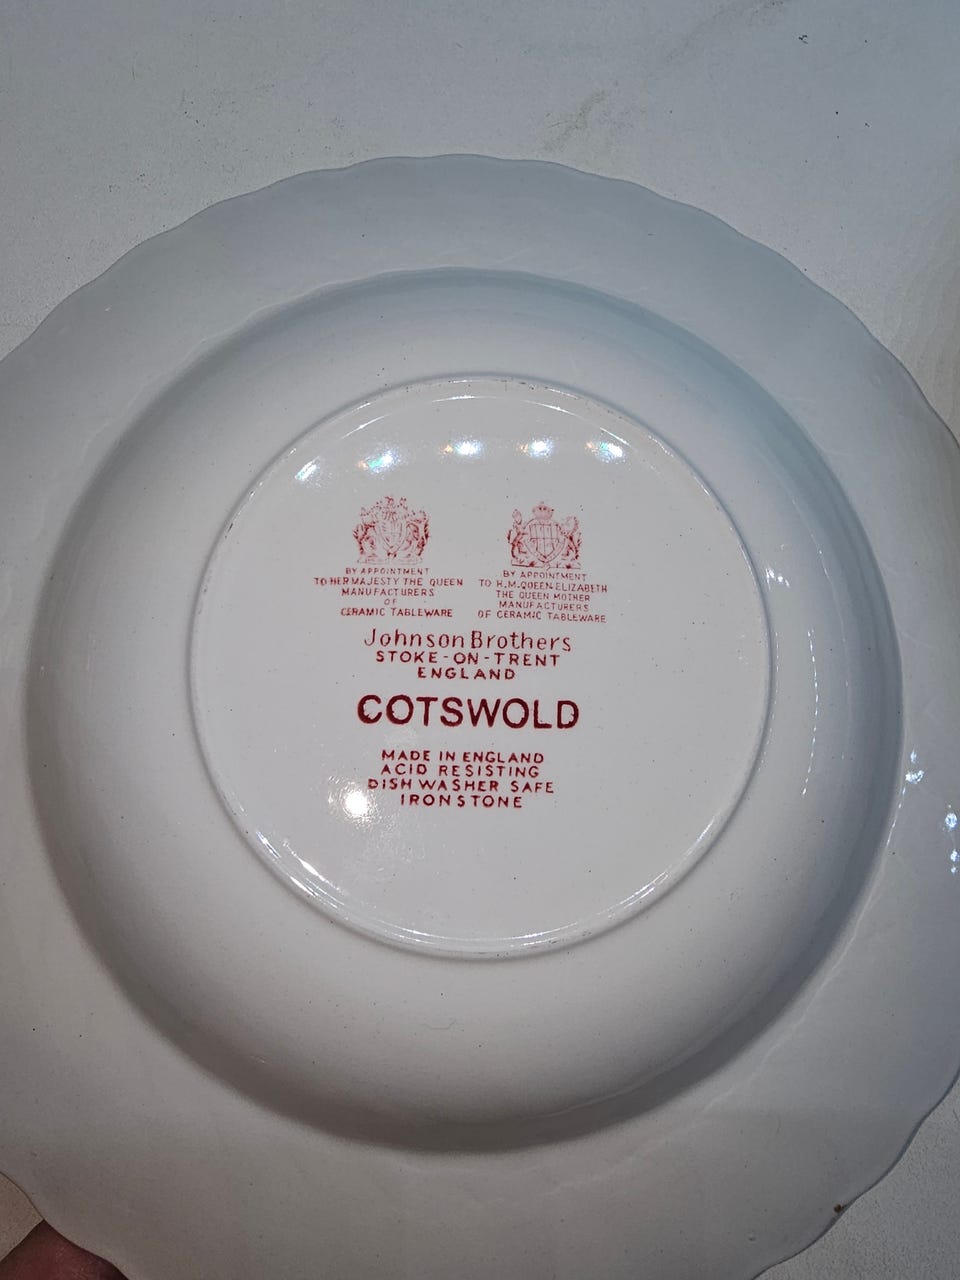 BY APPOINTMENT
TO HER MAJESTY THE QUEEN
MANUFACTURERS
OF
CERAMIC TABLEWARE
BY APPOINTMENT
TO H.M. QUEEN ELIZABETH
THE QUEEN MOTHER
MANUFACTURERS
OF CERAMIC TABLEWARE
Johnson Brothers
STOKE-ON-TRENT
ENGLAND
COTSWOLD
MADE IN ENGLAND
ACID RESISTING
DISH WASHER SAFE
IRONSTONE